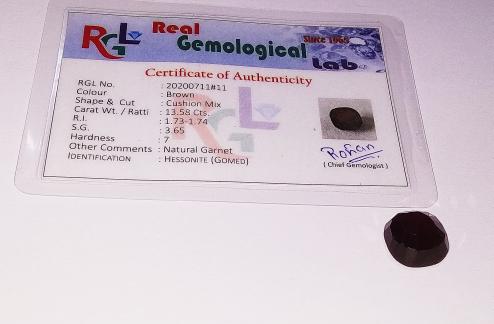 RGL
Real
Gemological
Since 1965
Lab
Certificate of Authenticity
RGL No. : 20200711#11
Colour : Brown
Shape & Cut : Cushion Mix
Carat Wt. / Ratti : 13.58 Cts.
R.I. : 1.73-1.74
S.G. : 3.65
Hardness : 7
Other Comments : Natural Garnet
IDENTIFICATION : HESSONITE (GOMED)
RGL
Rohan
( Chief Gemologist )